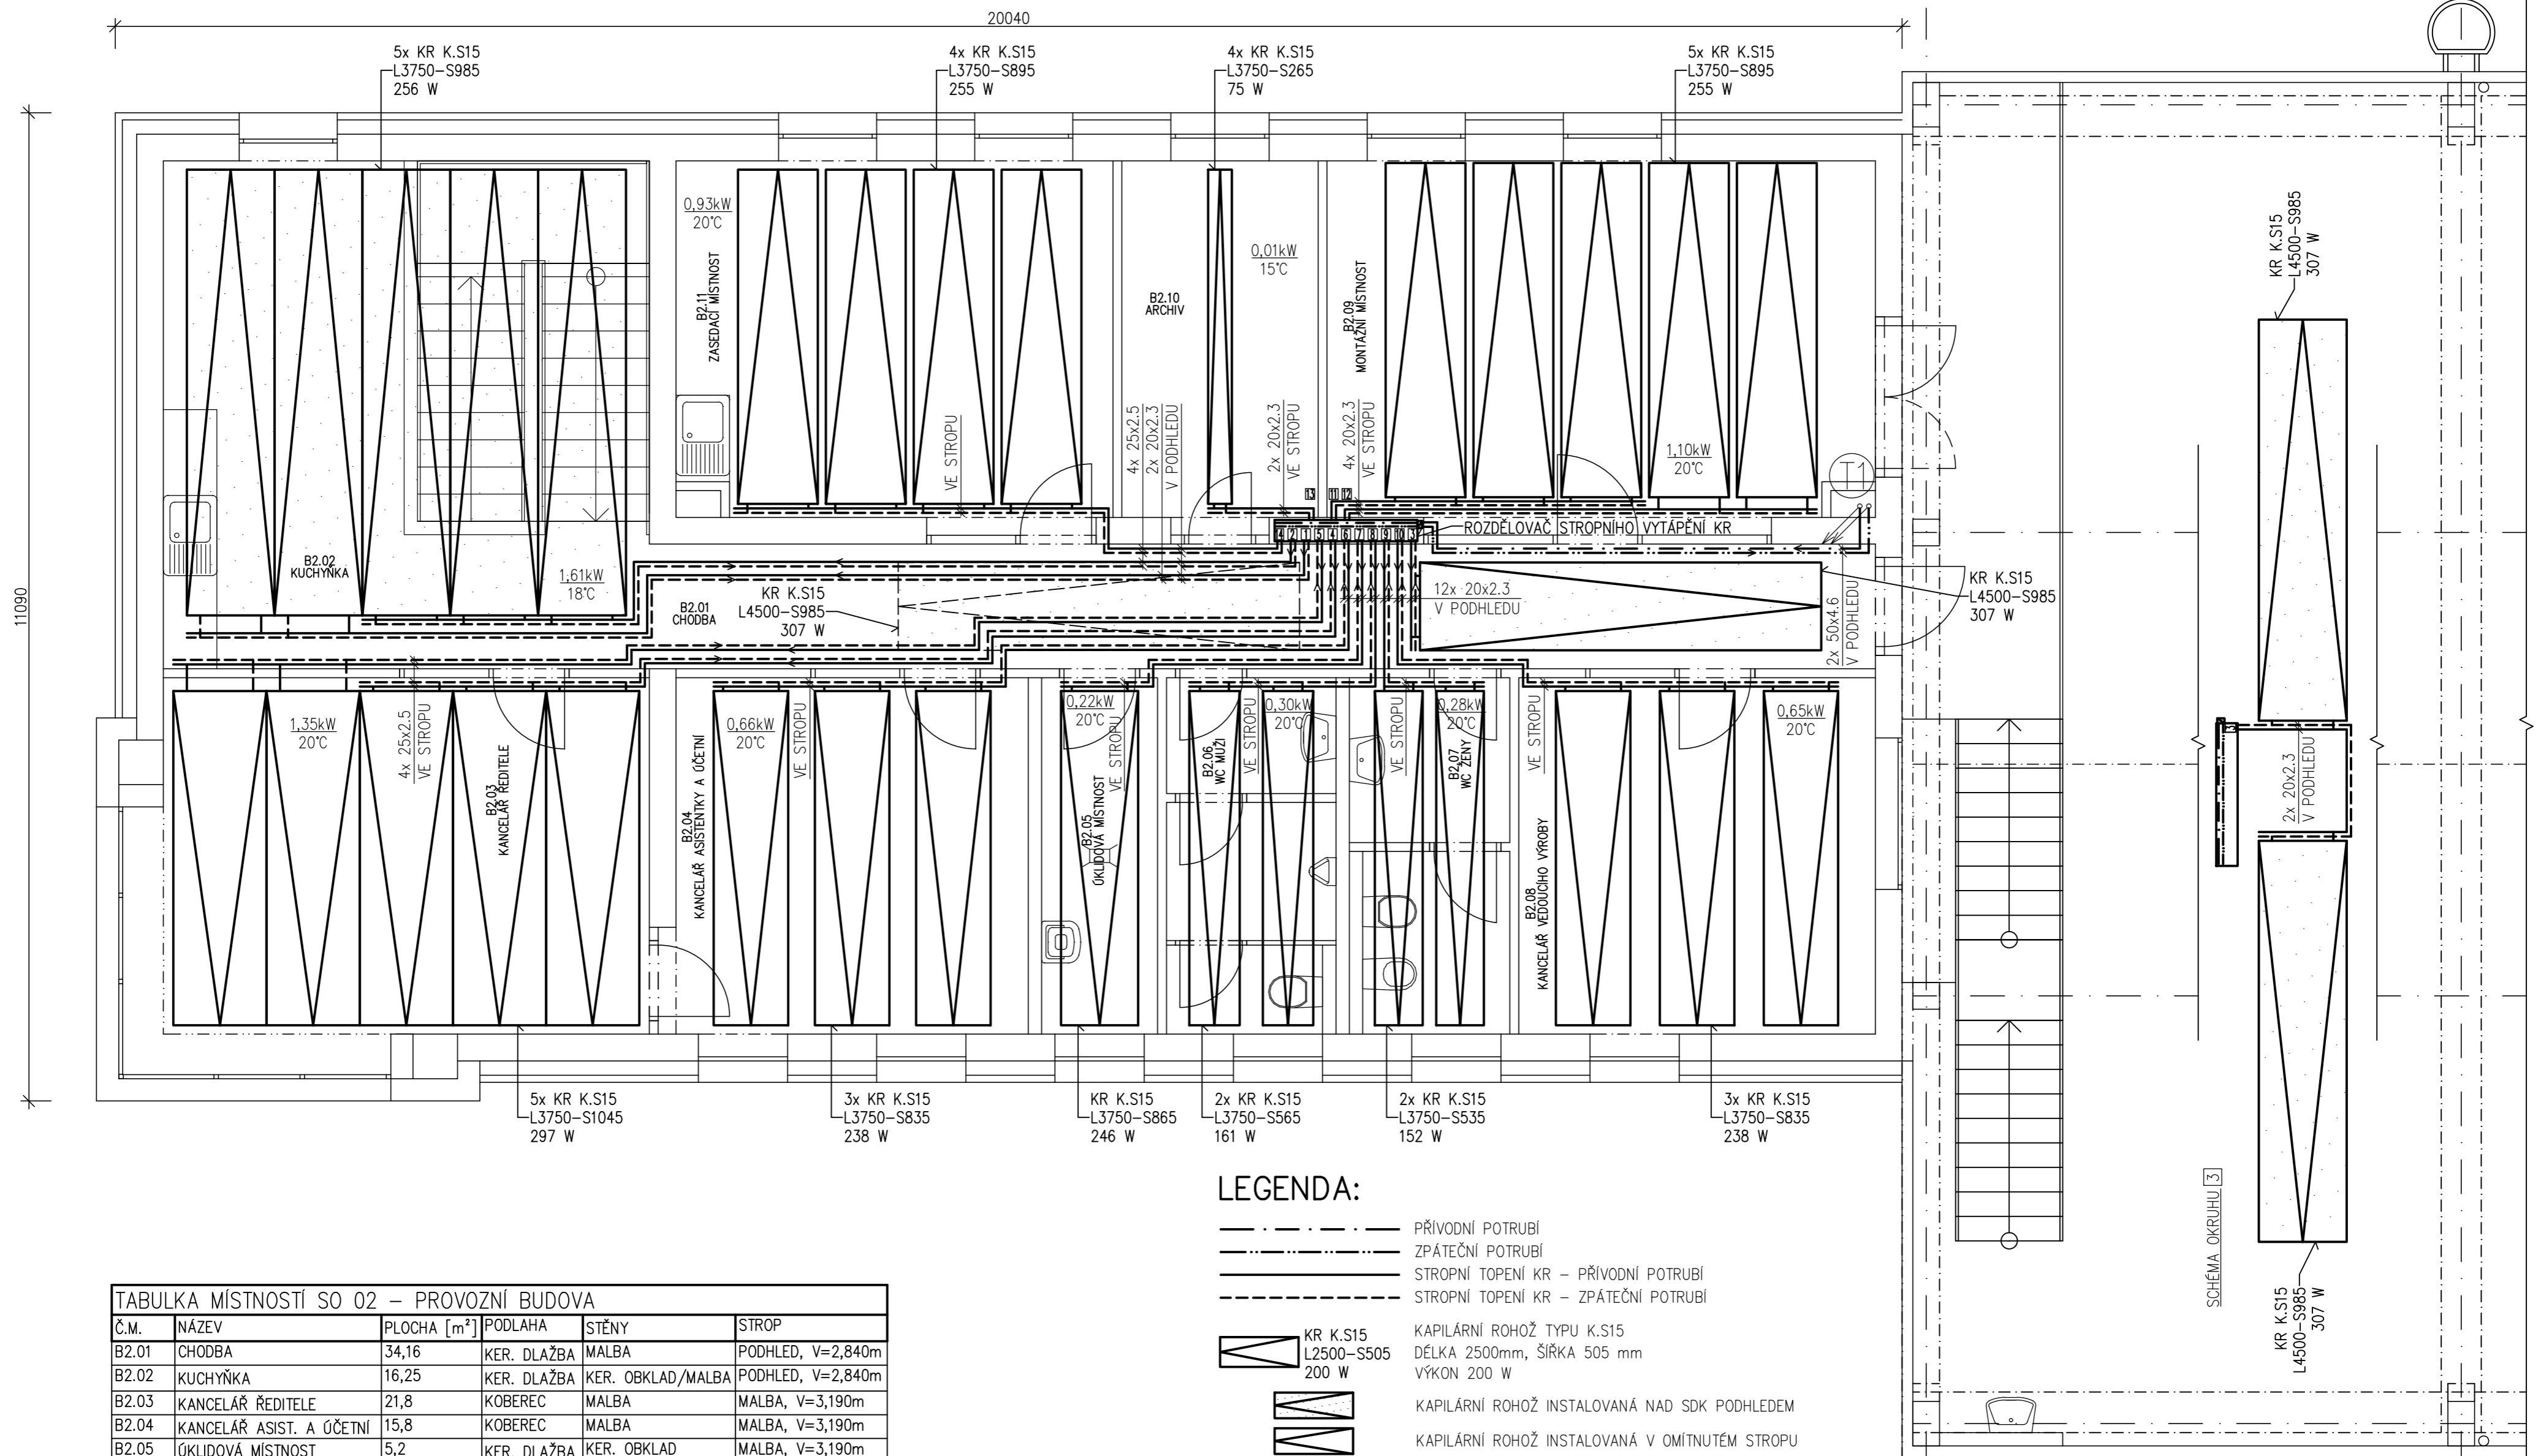 20040
5x KR K.S15
L3750-S985
256 W
4x KR K.S15
L3750-S895
255 W
4x KR K.S15
L3750-S265
75 W
5x KR K.S15
L3750-S895
255 W
11090
0,93kW
20°C
B2.11
ZASEDACÍ MÍSTNOST
VE STROPU
B2.10
ARCHIV
0,01kW
15°C
B2.09
MONTÁŽNÍ MÍSTNOST
4x 25x2.5
2x 20x2.3
V PODHLEDU
2x 20x2.3
VE STROPU
4x 20x2.3
VE STROPU
1,10kW
20°C
T1
13
11
12
ROZDĚLOVAČ STROPNÍHO VYTÁPĚNÍ KR
4 2 1 5 4 6 7 8 9 10 3
B2.02
KUCHYŇKA
1,61kW
18°C
B2.01
CHODBA
KR K.S15
L4500-S985
307 W
12x 20x2.3
V PODHLEDU
2x 50x4.6
V PODHLEDU
KR K.S15
L4500-S985
307 W
KR K.S15
L4500-S985
307 W
1,35kW
20°C
4x 25x2.5
VE STROPU
B2.03
KANCELÁŘ ŘEDITELE
B2.04
KANCELÁŘ ASISTENTKY A ÚČETNÍ
0,66kW
20°C
VE STROPU
0,22kW
20°C
B2.05
ÚKLIDOVÁ MÍSTNOST
VE STROPU
B2.06
WC MUŽI
VE STROPU
0,30kW
20°C
VE STROPU
0,28kW
20°C
B2.07
WC ŽENY
VE STROPU
B2.08
KANCELÁŘ VEDOUCÍHO VÝROBY
0,65kW
20°C
3
2x 20x2.3
V PODHLEDU
5x KR K.S15
L3750-S1045
297 W
3x KR K.S15
L3750-S835
238 W
KR K.S15
L3750-S865
246 W
2x KR K.S15
L3750-S565
161 W
2x KR K.S15
L3750-S535
152 W
3x KR K.S15
L3750-S835
238 W
SCHÉMA OKRUHU 3
KR K.S15
L4500-S985
307 W
LEGENDA:
PŘÍVODNÍ POTRUBÍ
ZPÁTEČNÍ POTRUBÍ
STROPNÍ TOPENÍ KR – PŘÍVODNÍ POTRUBÍ
STROPNÍ TOPENÍ KR – ZPÁTEČNÍ POTRUBÍ
KR K.S15
L2500-S505
200 W
KAPILÁRNÍ ROHOŽ TYPU K.S15
DÉLKA 2500mm, ŠÍŘKA 505 mm
VÝKON 200 W
KAPILÁRNÍ ROHOŽ INSTALOVANÁ NAD SDK PODHLEDEM
KAPILÁRNÍ ROHOŽ INSTALOVANÁ V OMÍTNUTÉM STROPU
TABULKA MÍSTNOSTÍ SO 02 – PROVOZNÍ BUDOVA
Č.M. NÁZEV PLOCHA [m²] PODLAHA STĚNY STROP
B2.01 CHODBA 34,16 KER. DLAŽBA MALBA PODHLED, V=2,840m
B2.02 KUCHYŇKA 16,25 KER. DLAŽBA KER. OBKLAD/MALBA PODHLED, V=2,840m
B2.03 KANCELÁŘ ŘEDITELE 21,8 KOBEREC MALBA MALBA, V=3,190m
B2.04 KANCELÁŘ ASIST. A ÚČETNÍ 15,8 KOBEREC MALBA MALBA, V=3,190m
B2.05 ÚKLIDOVÁ MÍSTNOST 5,2 KER. DLAŽBA KER. OBKLAD MALBA, V=3,190m